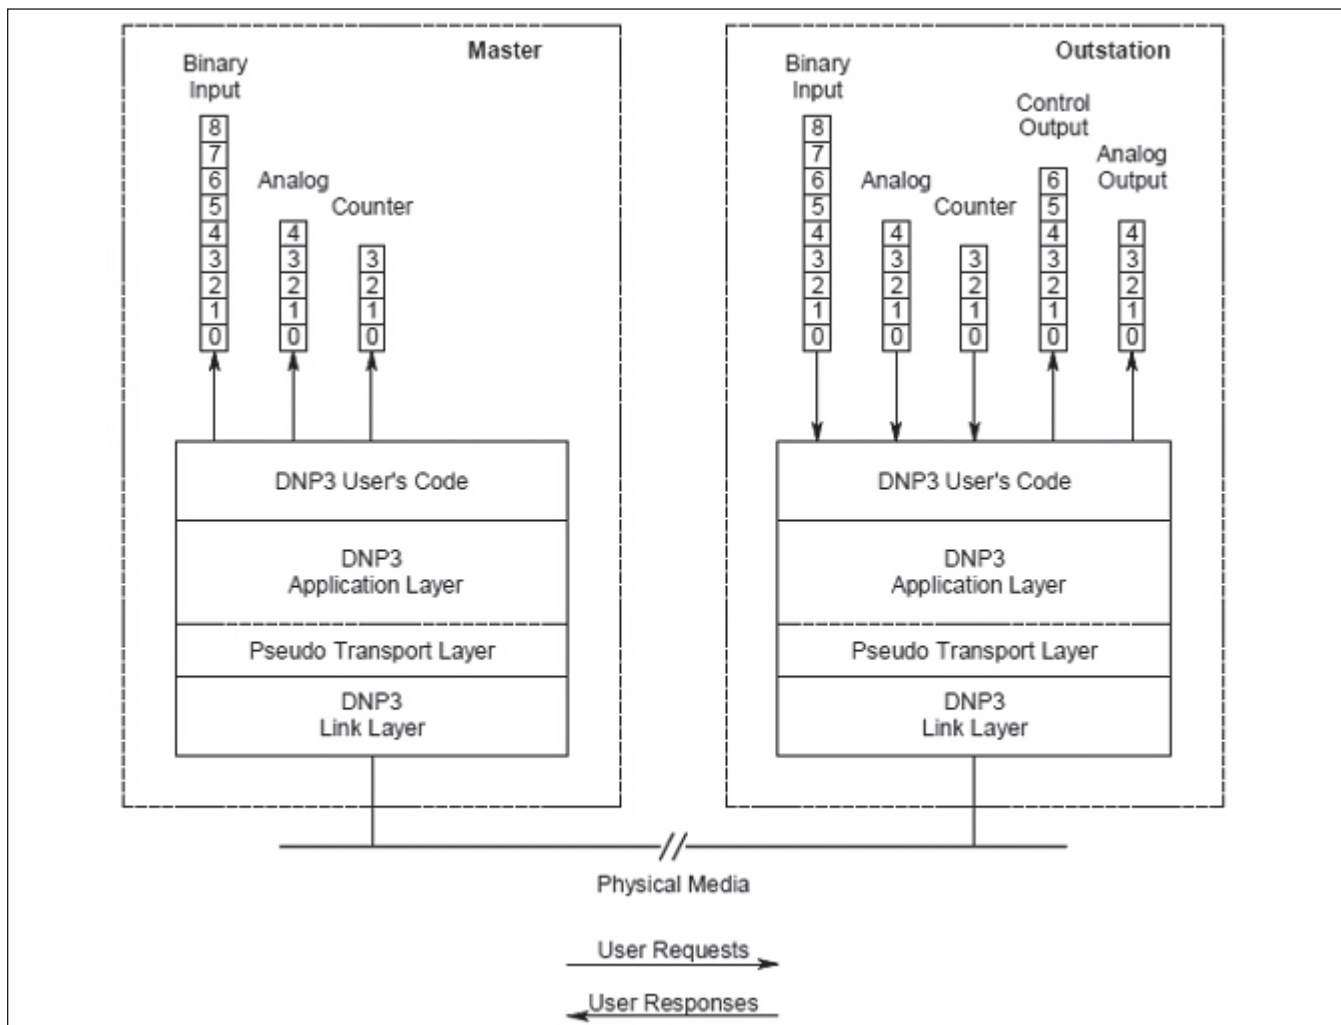 Master
Binary
Input
8
7
6
5
4
3
2
1
0
Analog
4
3
2
1
0
Counter
3
2
1
0
DNP3 User's Code
DNP3
Application Layer
Pseudo Transport Layer
DNP3
Link Layer
Outstation
Binary
Input
8
7
6
5
4
3
2
1
0
Analog
4
3
2
1
0
Counter
3
2
1
0
Control
Output
6
5
4
3
2
1
0
Analog
Output
4
3
2
1
0
DNP3 User's Code
DNP3
Application Layer
Pseudo Transport Layer
DNP3
Link Layer
Physical Media
User Requests
User Responses